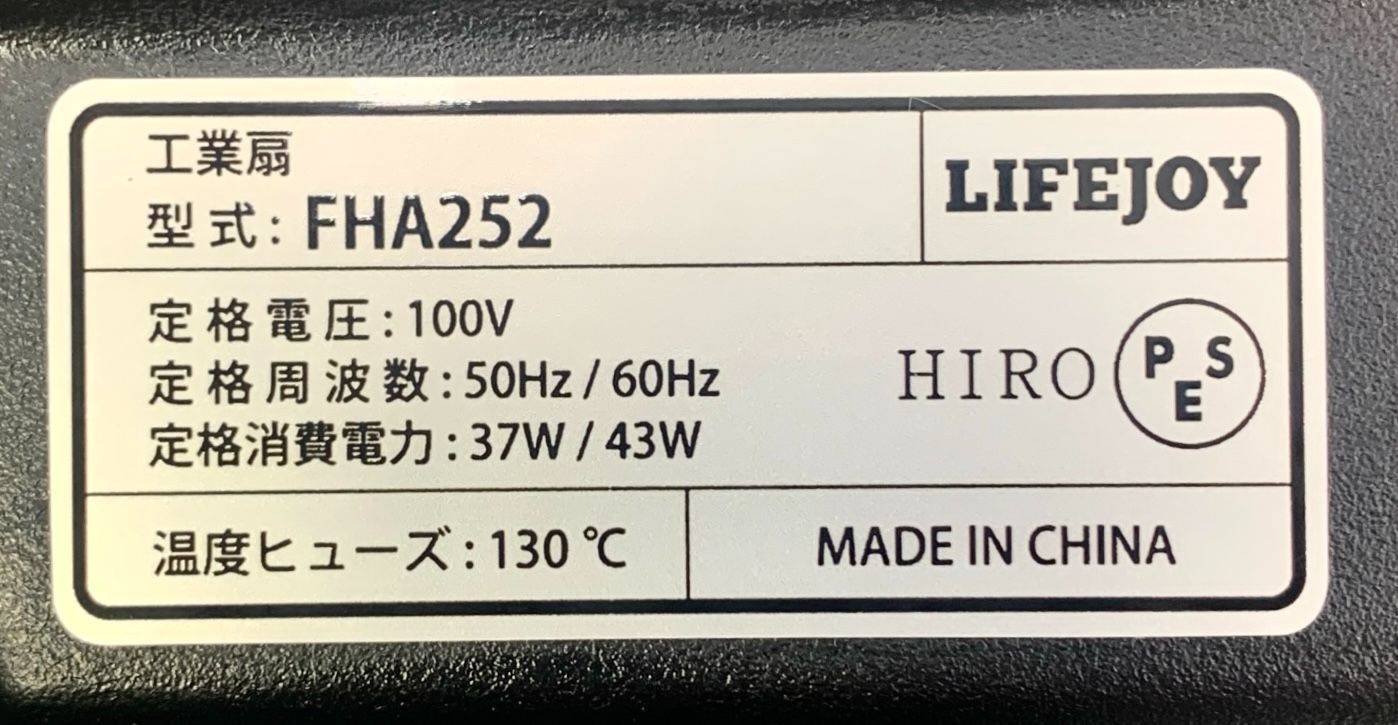 工業扇
型式: FHA252
LIFEJOY
定格電圧: 100V
定格周波数: 50Hz / 60Hz
定格消費電力: 37W / 43W
HIRO
PSE
温度ヒューズ: 130 ℃
MADE IN CHINA